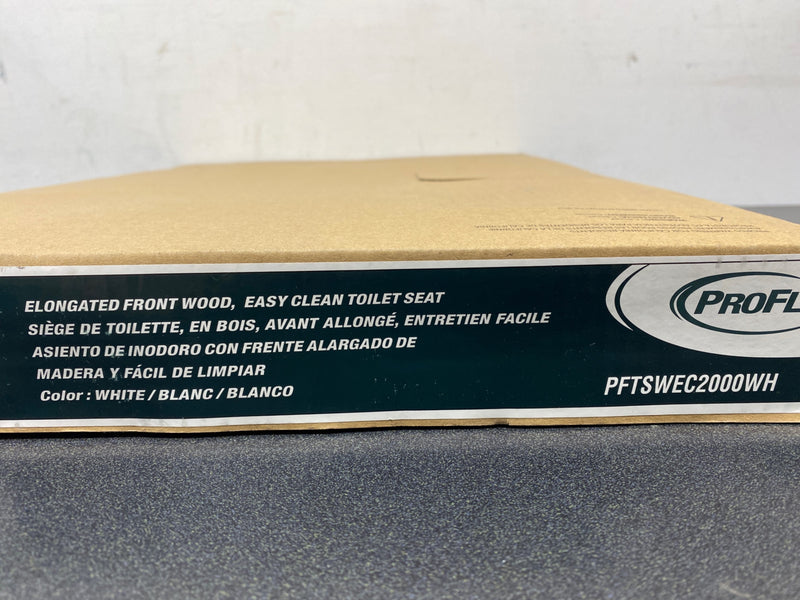 ELONGATED FRONT WOOD, EASY CLEAN TOILET SEAT
SIÈGE DE TOILETTE, EN BOIS, AVANT ALLONGÉ, ENTRETIEN FACILE
ASIENTO DE INODORO CON FRENTE ALARGADO DE
MADERA Y FÁCIL DE LIMPIAR
Color : WHITE / BLANC / BLANCO
PROFL
PFTSWEC2000WH